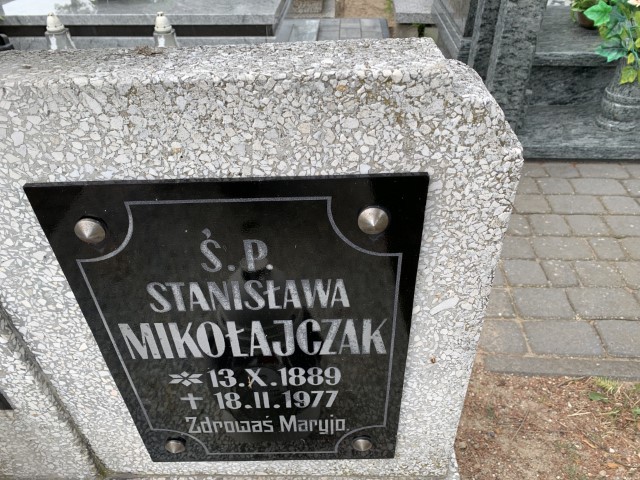 Ś.P.
STANISŁAWA
MIKOŁAJCZAK
13.X.1889
18.II.1977
Zdrowaś Maryjo